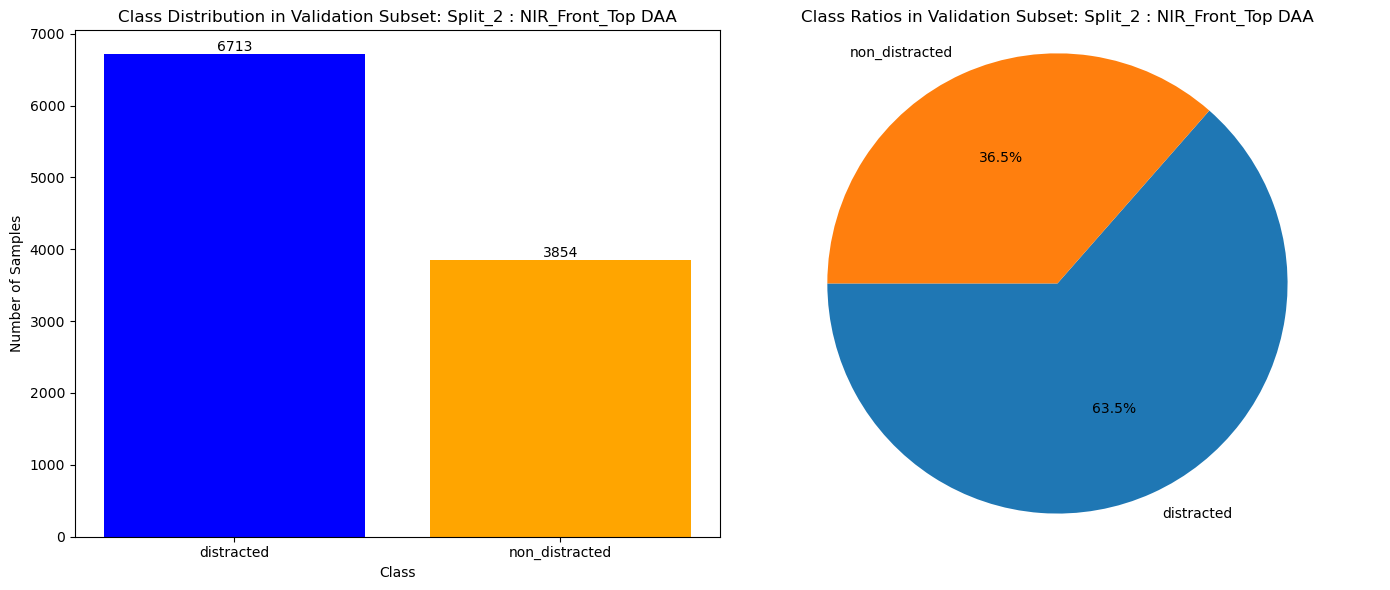 Class Distribution in Validation Subset: Split_2 : NIR_Front_Top DAA
7000
6000
5000
4000
3000
2000
1000
0
Number of Samples
6713
3854
distracted
non_distracted
Class
Class Ratios in Validation Subset: Split_2 : NIR_Front_Top DAA
non_distracted
36.5%
63.5%
distracted